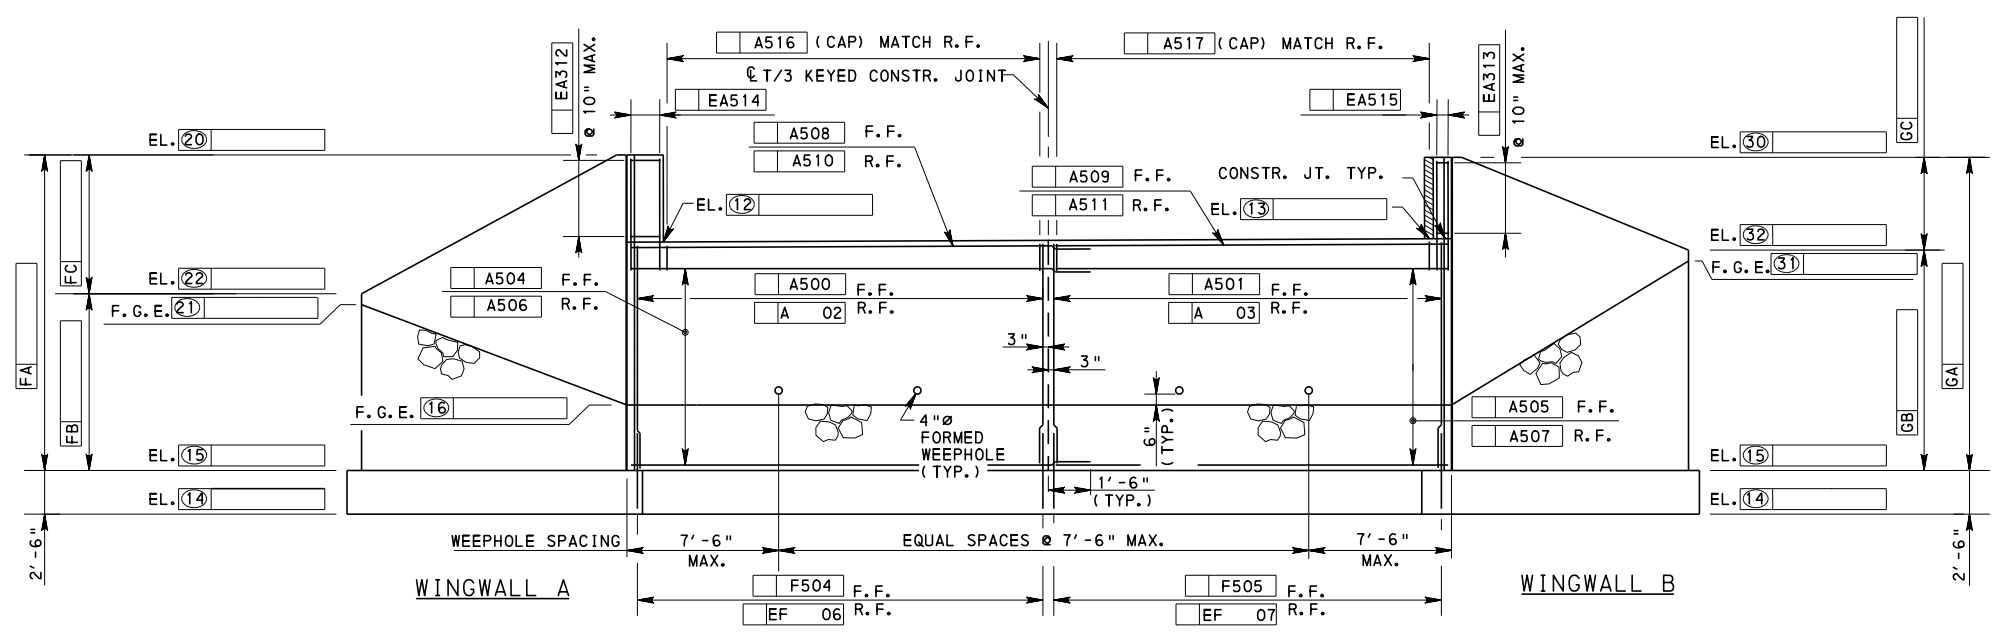 A516 (CAP) MATCH R.F.
A517 (CAP) MATCH R.F.
℄ T/3 KEYED CONSTR. JOINT
EA312
@ 10" MAX.
EA514
EA515
EA313
@ 10" MAX.
GC
EL. 20
A508 F.F.
A510 R.F.
EL. 30
A509 F.F.
A511 R.F.
CONSTR. JT. TYP.
EL. 12
EL. 13
EL. 32
F.G.E. 31
FC
EL. 22
F.G.E. 21
A504 F.F.
A506 R.F.
A500 F.F.
A 02 R.F.
A501 F.F.
A 03 R.F.
3"
3"
FA
GA
FB
GB
F.G.E. 16
4"Ø
FORMED
WEEPHOLE
(TYP.)
6"
(TYP.)
A505 F.F.
A507 R.F.
EL. 15
EL. 15
1'-6"
(TYP.)
EL. 14
EL. 14
2'-6"
2'-6"
WEEPHOLE SPACING
7'-6"
MAX.
EQUAL SPACES @ 7'-6" MAX.
7'-6"
MAX.
WINGWALL A
WINGWALL B
F504 F.F.
EF 06 R.F.
F505 F.F.
EF 07 R.F.